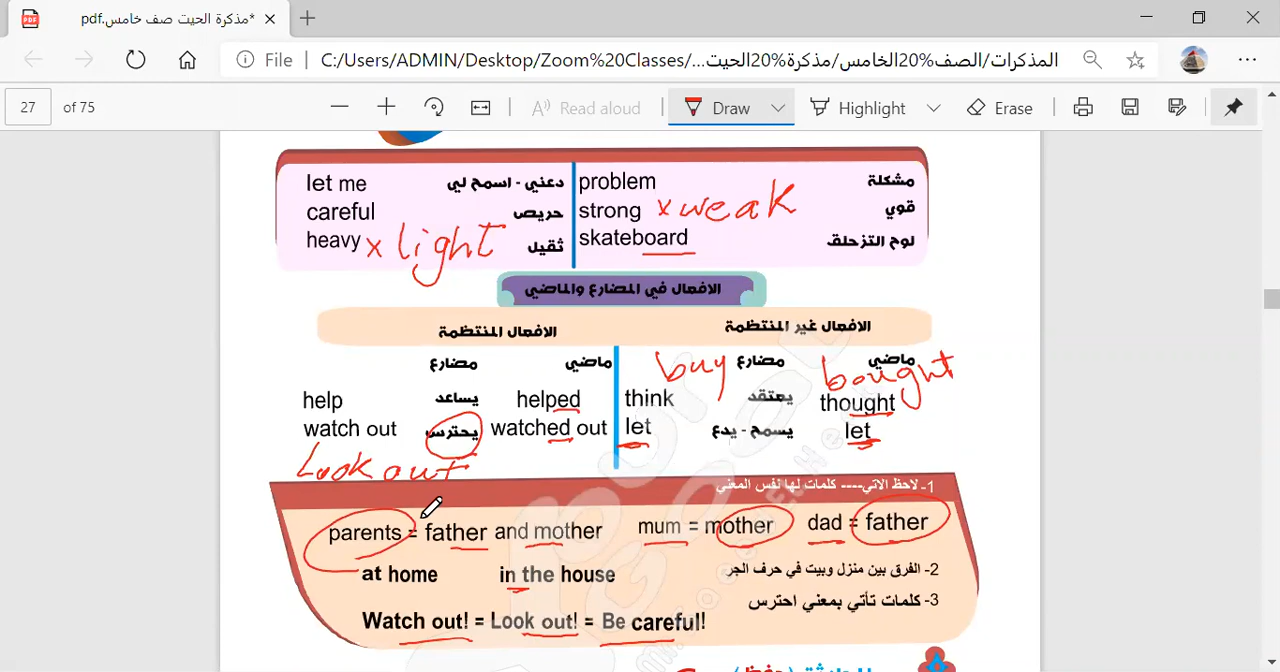 مذكرة الحيت صف خامس.pdf*
File C:/Users/ADMIN/Desktop/Zoom%20Classes/المذكرات/الصف%20الخامس/مذكرة%20الحيت...
27 of 75 Read aloud Draw Highlight Erase
let me دعني - اسمح لي problem مشكلة
careful حريص strong x weak قوي
heavy x light ثقيل skateboard لوح التزحلق
الافعال في المضارع والماضي
الافعال المنتظمة الافعال غير المنتظمة
مضارع ماضي buy مضارع ماضي bought
help يساعد helped think يعتقد thought
watch out يحترس watched out let يسمح - يدع let
Look out
1- لاحظ الاتي---- كلمات لها نفس المعني
parents = father and mother mum = mother dad = father
at home in the house 2- الفرق بين منزل وبيت في حرف الجر
3- كلمات تأتي بمعني احترس
Watch out! = Look out! = Be careful!